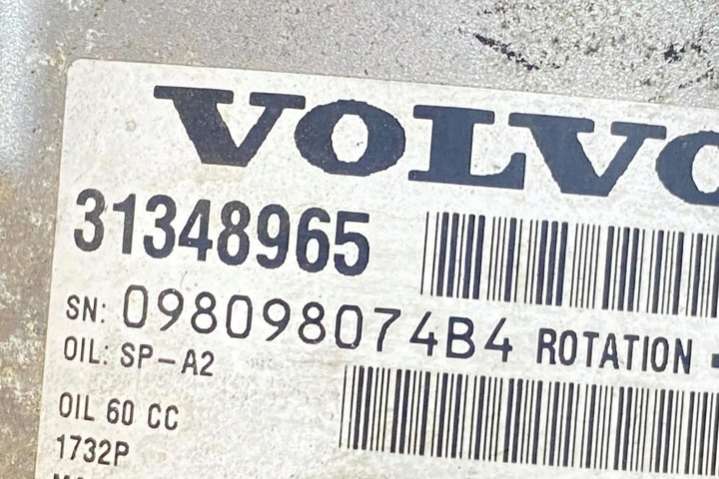 VOLVO
31348965
SN: 098098074B4 ROTATION
OIL: SP-A2
OIL 60 CC
1732P